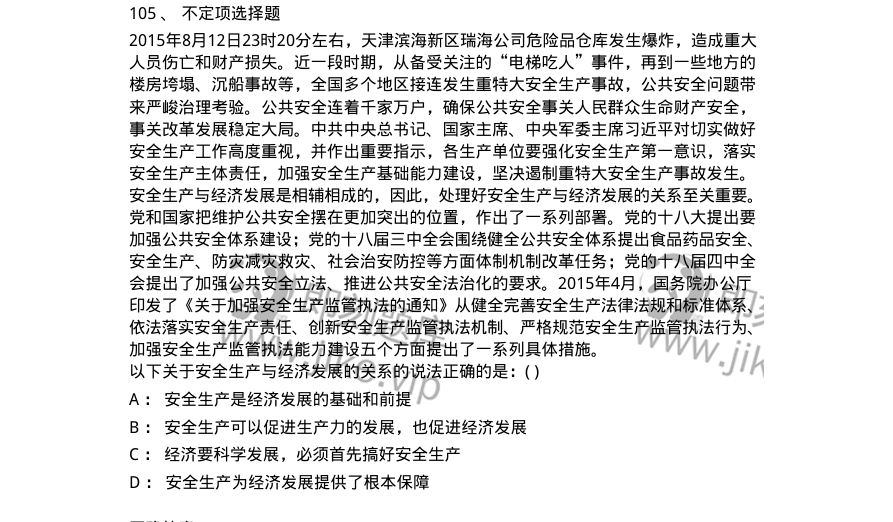 105 、 不定项选择题
2015年8月12日23时20分左右，天津滨海新区瑞海公司危险品仓库发生爆炸，造成重大
人员伤亡和财产损失。近一段时期，从备受关注的“电梯吃人”事件，再到一些地方的
楼房垮塌、沉船事故等，全国多个地区接连发生重特大安全生产事故，公共安全问题带
来严峻治理考验。公共安全连着千家万户，确保公共安全事关人民群众生命财产安全，
事关改革发展稳定大局。中共中央总书记、国家主席、中央军委主席习近平对切实做好
安全生产工作高度重视，并作出重要指示，各生产单位要强化安全生产第一意识，落实
安全生产主体责任，加强安全生产基础能力建设，坚决遏制重特大安全生产事故发生。
安全生产与经济发展是相辅相成的，因此，处理好安全生产与经济发展的关系至关重要。
党和国家把维护公共安全摆在更加突出的位置，作出了一系列部署。党的十八大提出要
加强公共安全体系建设；党的十八届三中全会围绕健全公共安全体系提出食品药品安全、
安全生产、防灾减灾救灾、社会治安防控等方面体制机制改革任务；党的十八届四中全
会提出了加强公共安全立法、推进公共安全法治化的要求。2015年4月，国务院办公厅
印发了《关于加强安全生产监管执法的通知》从健全完善安全生产法律法规和标准体系、
依法落实安全生产责任、创新安全生产监管执法机制、严格规范安全生产监管执法行为、
加强安全生产监管执法能力建设五个方面提出了一系列具体措施。
以下关于安全生产与经济发展的关系的说法正确的是：( )
A ： 安全生产是经济发展的基础和前提
B ： 安全生产可以促进生产力的发展，也促进经济发展
C ： 经济要科学发展，必须首先搞好安全生产
D ： 安全生产为经济发展提供了根本保障
即刻题库
www.jike.vip
即刻
www.jike